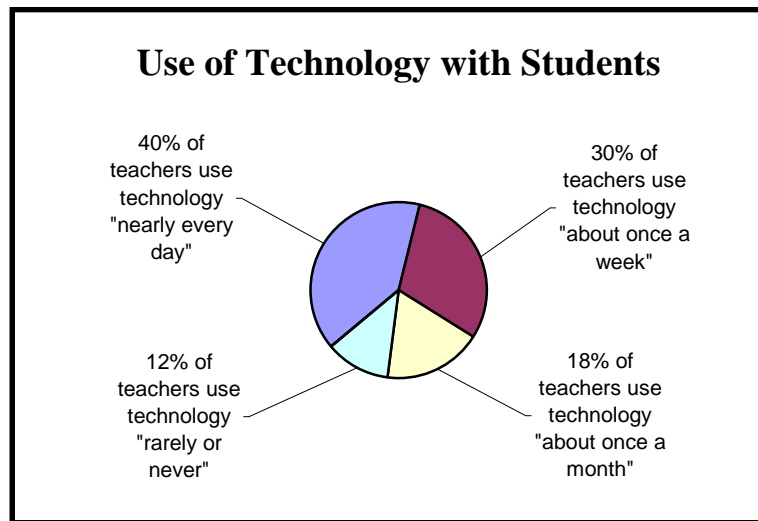 Use of Technology with Students
40% of
teachers use
technology
"nearly every
day"
30% of
teachers use
technology
"about once a
week"
12% of
teachers use
technology
"rarely or
never"
18% of
teachers use
technology
"about once a
month"